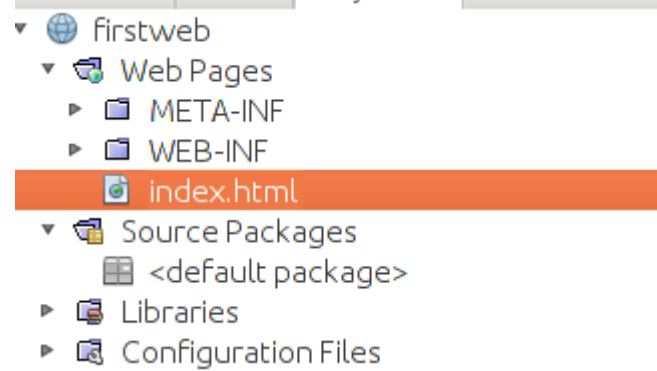 firstweb
Web Pages
META-INF
WEB-INF
index.html
Source Packages
<default package>
Libraries
Configuration Files